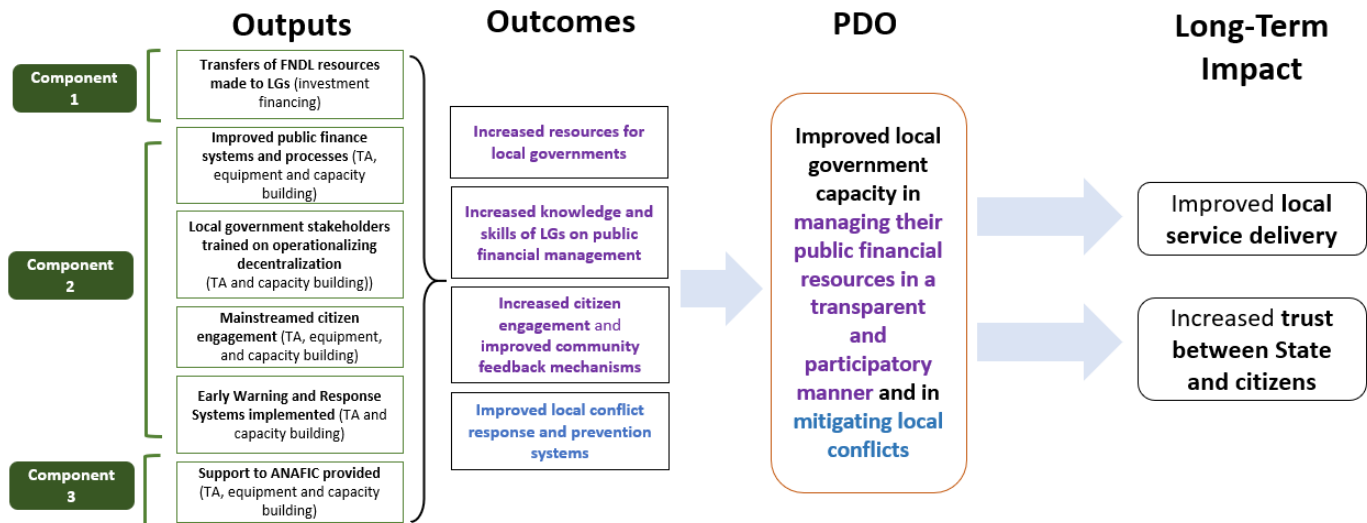 Outputs
Outcomes
PDO
Long-Term
Impact
Component
1
Transfers of FNDL resources
made to LGs (investment
financing)
Component
2
Improved public finance
systems and processes (TA,
equipment and capacity
building)
Local government stakeholders
trained on operationalizing
decentralization
(TA and capacity building))
Mainstreamed citizen
engagement (TA, equipment,
and capacity building)
Early Warning and Response
Systems implemented (TA and
capacity building)
Component
3
Support to ANAFIC provided
(TA, equipment and capacity
building)
Increased resources for
local governments
Increased knowledge and
skills of LGs on public
financial management
Increased citizen
engagement and
improved community
feedback mechanisms
Improved local conflict
response and prevention
systems
Improved local
government
capacity in
managing their
public financial
resources in a
transparent
and
participatory
manner and in
mitigating local
conflicts
Improved local
service delivery
Increased trust
between State
and citizens